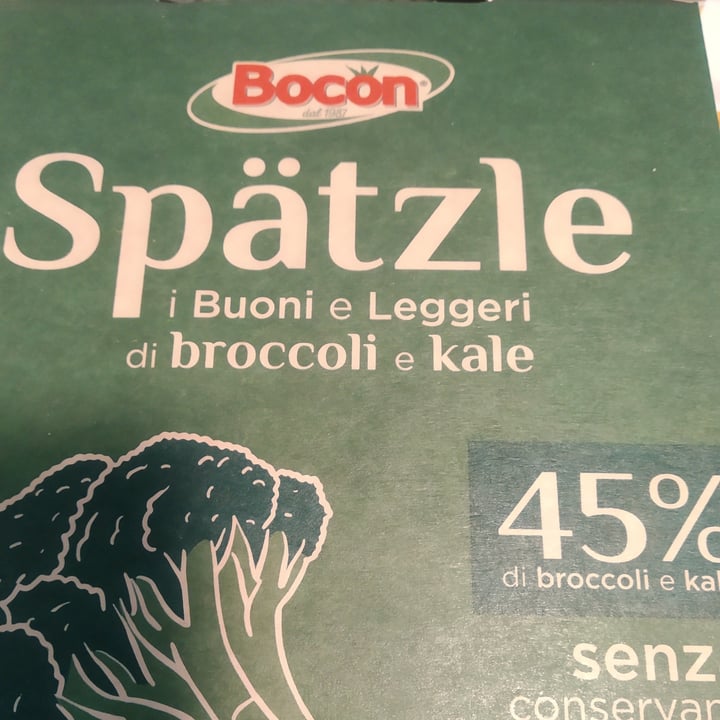 Bocon®
dal 1987
Spätzle
i Buoni e Leggeri
di broccoli e kale
45%
di broccoli e kal
senz
conservan